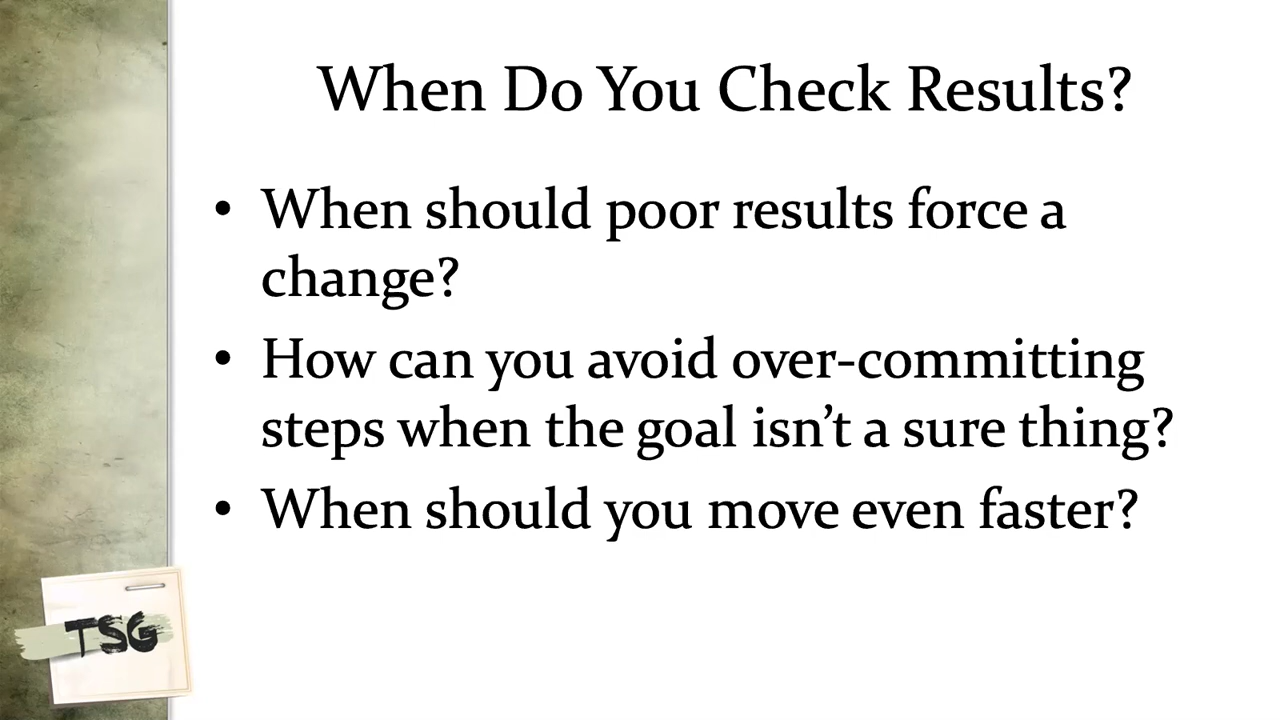 When Do You Check Results?
• When should poor results force a
change?
• How can you avoid over-committing
steps when the goal isn’t a sure thing?
• When should you move even faster?
TSG